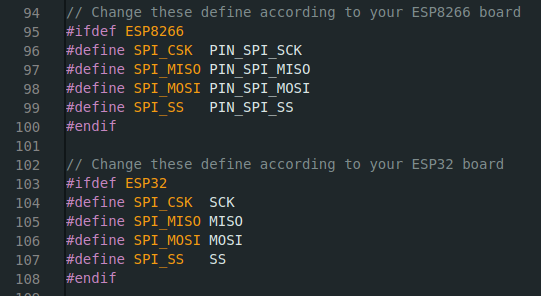 94 // Change these define according to your ESP8266 board
95 #ifdef ESP8266
96 #define SPI_CSK  PIN_SPI_SCK
97 #define SPI_MISO PIN_SPI_MISO
98 #define SPI_MOSI PIN_SPI_MOSI
99 #define SPI_SS   PIN_SPI_SS
100 #endif
101
102 // Change these define according to your ESP32 board
103 #ifdef ESP32
104 #define SPI_CSK  SCK
105 #define SPI_MISO MISO
106 #define SPI_MOSI MOSI
107 #define SPI_SS   SS
108 #endif